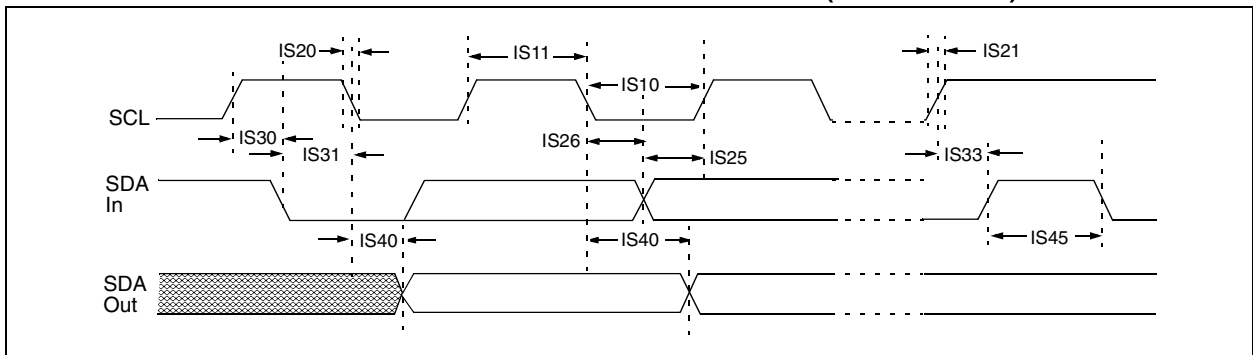 IS20
IS11
IS21
IS10
SCL
IS30
IS31
IS26
IS25
IS33
SDA
In
IS40
IS40
IS45
SDA
Out